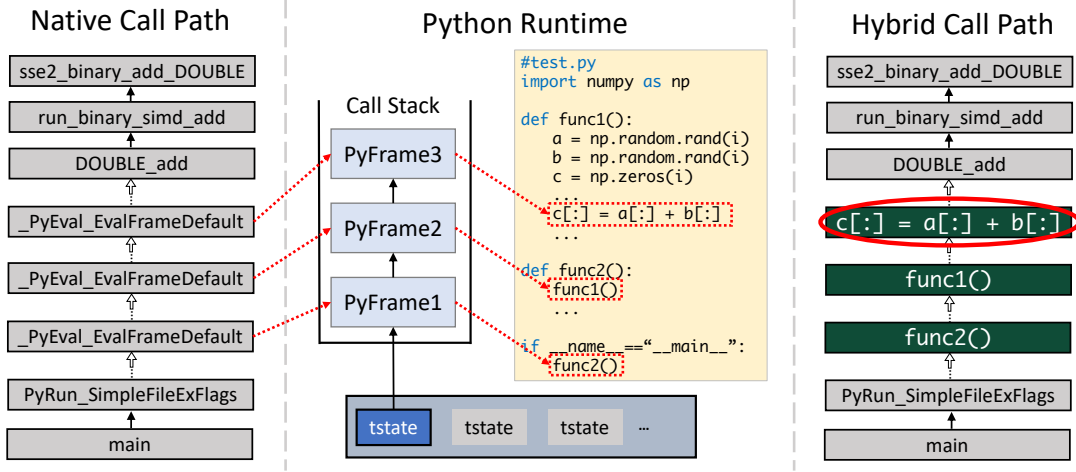 Native Call Path
sse2_binary_add_DOUBLE
run_binary_simd_add
DOUBLE_add
_PyEval_EvalFrameDefault
_PyEval_EvalFrameDefault
_PyEval_EvalFrameDefault
PyRun_SimpleFileExFlags
main
Python Runtime
Call Stack
PyFrame3
PyFrame2
PyFrame1
tstate
tstate
tstate
...
#test.py
import numpy as np
def func1():
a = np.random.rand(i)
b = np.random.rand(i)
c = np.zeros(i)
...
c[:] = a[:] + b[:]
...
def func2():
func1()
...
if __name__==“__main__”:
func2()
Hybrid Call Path
sse2_binary_add_DOUBLE
run_binary_simd_add
DOUBLE_add
c[:] = a[:] + b[:]
func1()
func2()
PyRun_SimpleFileExFlags
main